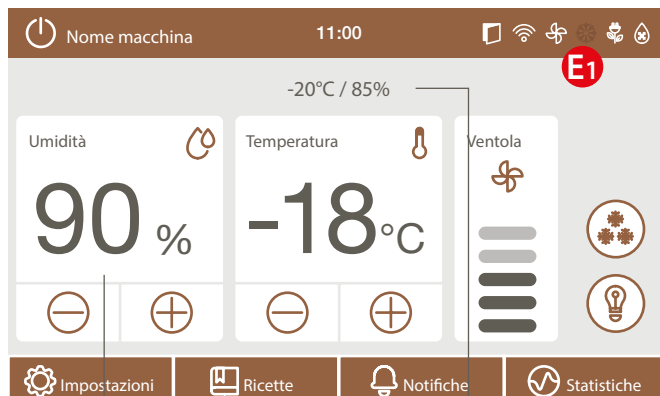 Nome macchina
11:00
E1
-20°C / 85%
Umidità
Temperatura
Ventola
90 %
-18°C
Impostazioni
Ricette
Notifiche
Statistiche